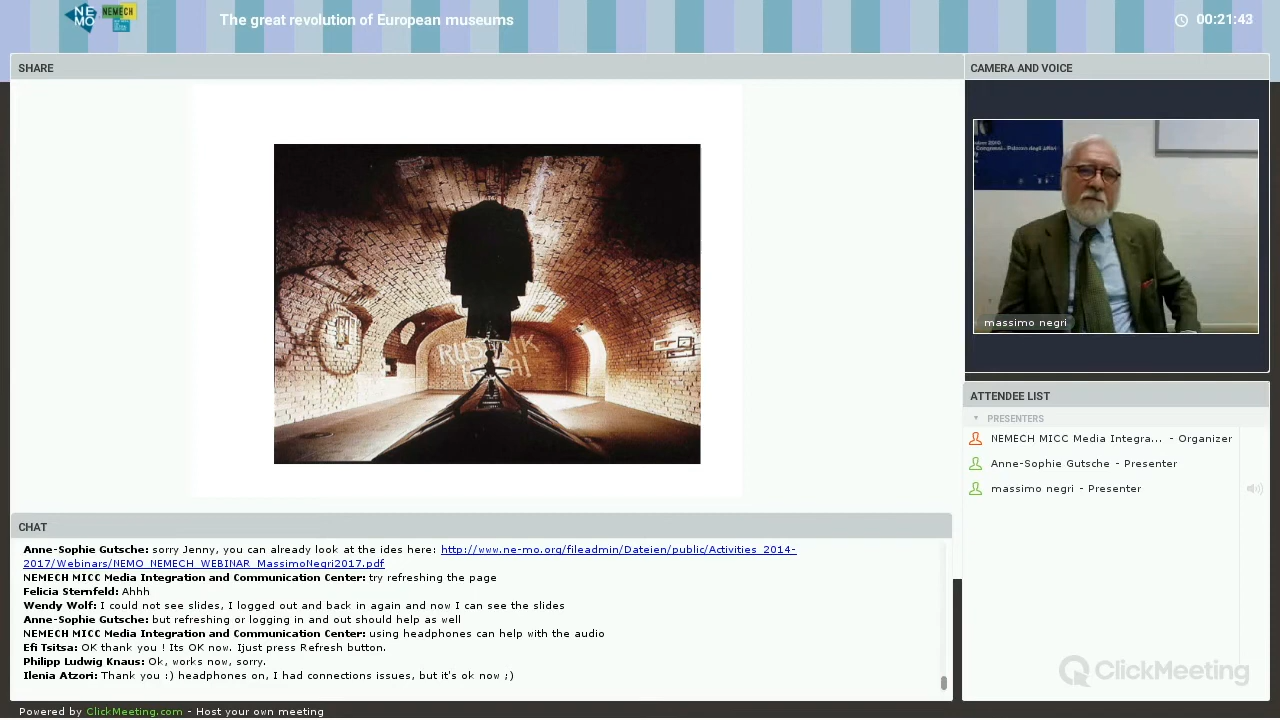 NE
MO
NEMECH
The great revolution of European museums
00:21:43
SHARE
CAMERA AND VOICE
massimo negri
ATTENDEE LIST
PRESENTERS
NEMECH MICC Media Integra... - Organizer
Anne-Sophie Gutsche - Presenter
massimo negri - Presenter
CHAT
Anne-Sophie Gutsche: sorry Jenny, you can already look at the ides here: http://www.ne-mo.org/fileadmin/Dateien/public/Activities_2014-
2017/Webinars/NEMO_NEMECH_WEBINAR_MassimoNegri2017.pdf
NEMECH MICC Media Integration and Communication Center: try refreshing the page
Felicia Sternfeld: Ahhh
Wendy Wolf: I could not see slides, I logged out and back in again and now I can see the slides
Anne-Sophie Gutsche: but refreshing or logging in and out should help as well
NEMECH MICC Media Integration and Communication Center: using headphones can help with the audio
Efi Tsitsa: OK thank you ! Its OK now. Ijust press Refresh button.
Philipp Ludwig Knaus: Ok, works now, sorry.
Ilenia Atzori: Thank you :) headphones on, I had connections issues, but it's ok now ;)
ClickMeeting
Powered by ClickMeeting.com - Host your own meeting